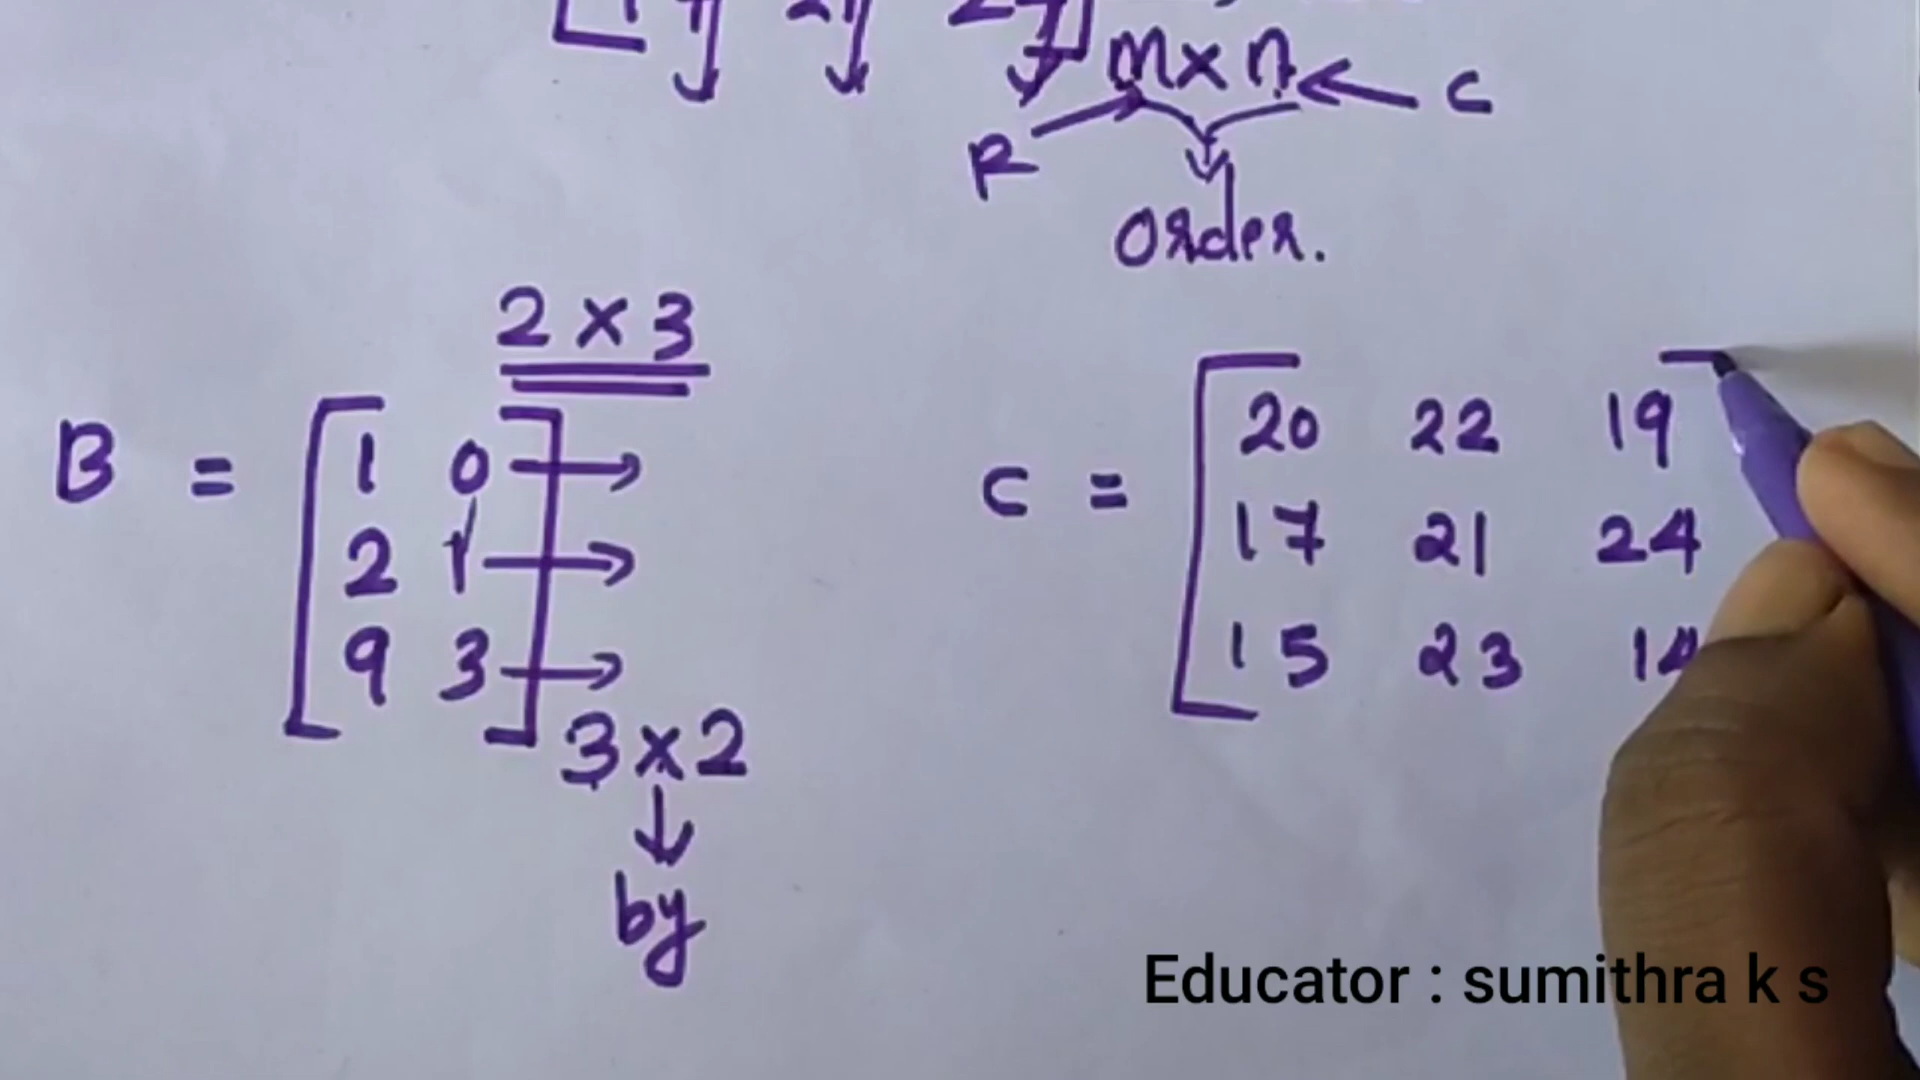 m×n ← C
R
order.
2 × 3
B = [ 1 0 →
2 1 →
9 3 → ]
3×2
↓
by
C = [ 20 22 19
17 21 24
15 23 14
Educator : sumithra k s